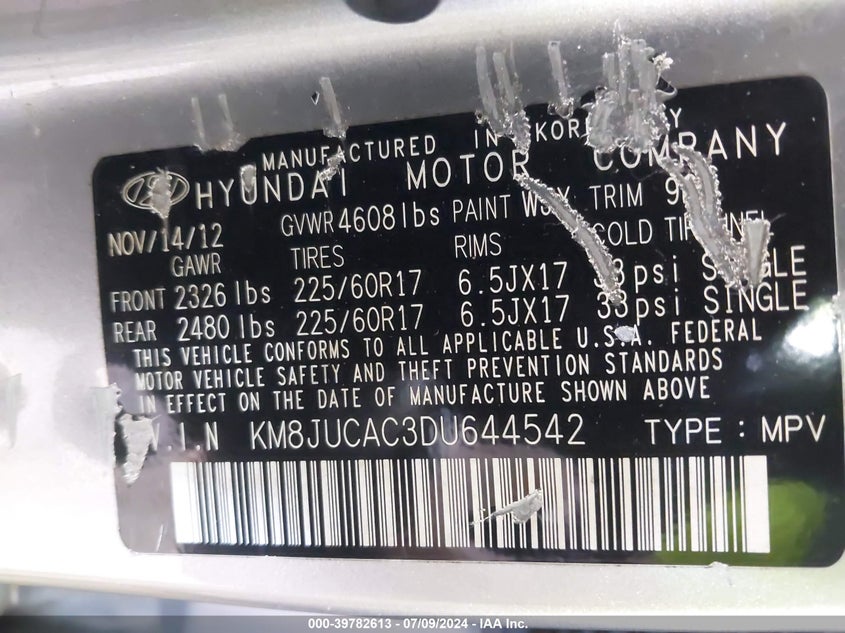 MANUFACTURED IN
HYUNDAI MOTOR COMPANY
NOV/14/12 GVWR 4608 lbs PAINT TRIM
GAWR TIRES RIMS COLD
FRONT 2326 lbs 225/60R17 6.5JX17 33psi SINGLE
REAR 2480 lbs 225/60R17 6.5JX17 33psi SINGLE
THIS VEHICLE CONFORMS TO ALL APPLICABLE U.S.A. FEDERAL
MOTOR VEHICLE SAFETY AND THEFT PREVENTION STANDARDS
IN EFFECT ON THE DATE OF MANUFACTURE SHOWN ABOVE
V.I.N KM8JUCAC3DU644542 TYPE : MPV
000-39782613 - 07/09/2024 - IAA Inc.